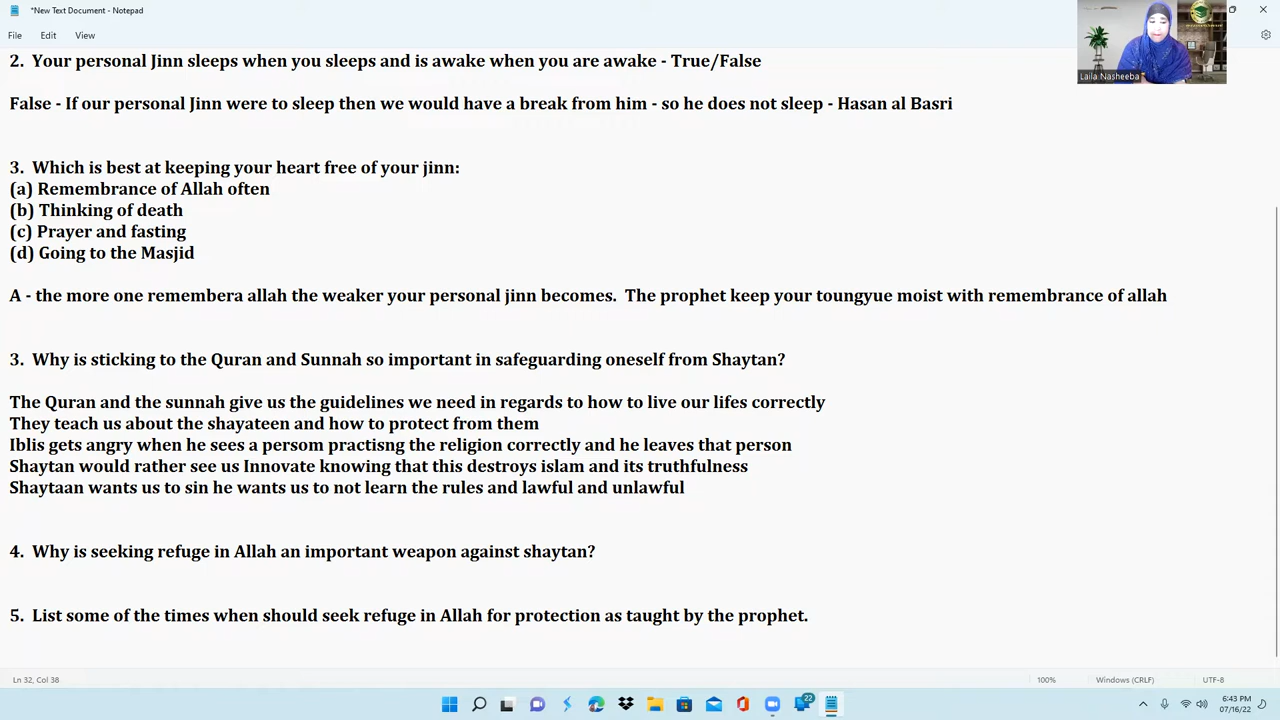 *New Text Document - Notepad
File Edit View
2. Your personal Jinn sleeps when you sleeps and is awake when you are awake - True/False
False - If our personal Jinn were to sleep then we would have a break from him - so he does not sleep - Hasan al Basri
3. Which is best at keeping your heart free of your jinn:
(a) Remembrance of Allah often
(b) Thinking of death
(c) Prayer and fasting
(d) Going to the Masjid
A - the more one remembera allah the weaker your personal jinn becomes. The prophet keep your toungyue moist with remembrance of allah
3. Why is sticking to the Quran and Sunnah so important in safeguarding oneself from Shaytan?
The Quran and the sunnah give us the guidelines we need in regards to how to live our lifes correctly
They teach us about the shayateen and how to protect from them
Iblis gets angry when he sees a persom practisng the religion correctly and he leaves that person
Shaytan would rather see us Innovate knowing that this destroys islam and its truthfulness
Shaytaan wants us to sin he wants us to not learn the rules and lawful and unlawful
4. Why is seeking refuge in Allah an important weapon against shaytan?
5. List some of the times when should seek refuge in Allah for protection as taught by the prophet.
Laila Nasheeba
Ln 32, Col 38 100% Windows (CRLF) UTF-8
22
6:43 PM
07/16/22